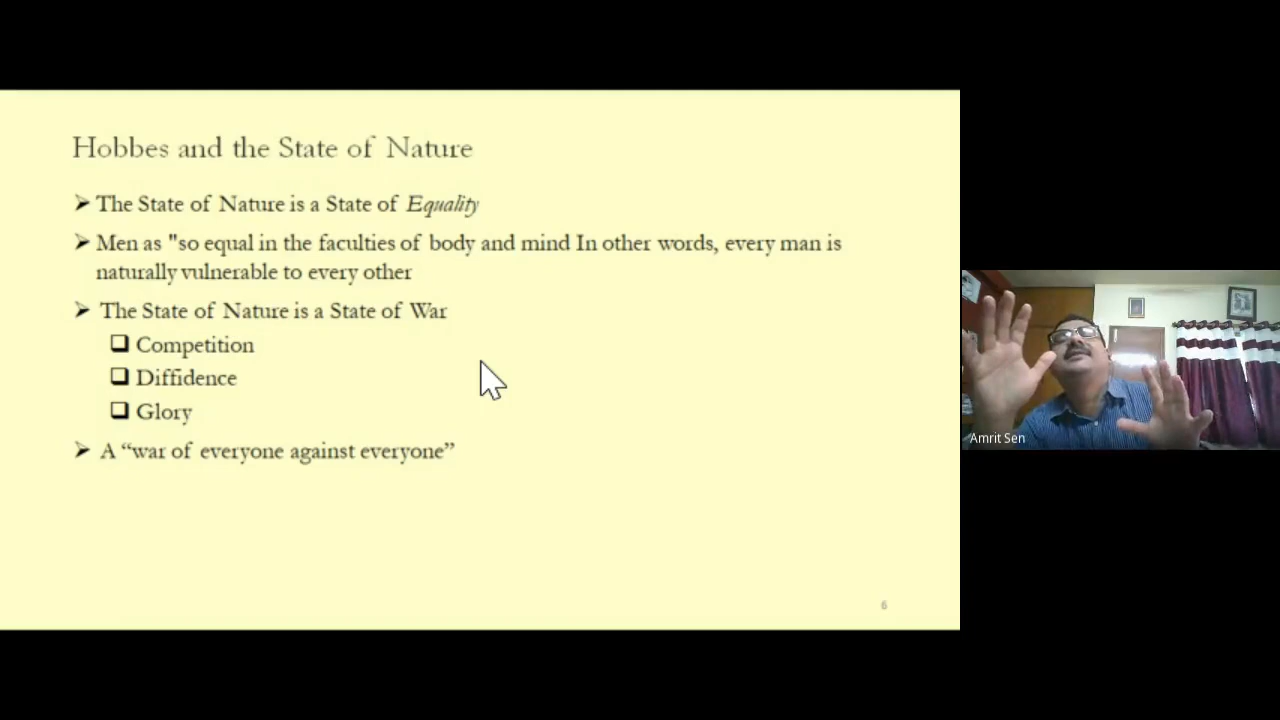 Hobbes and the State of Nature
➢ The State of Nature is a State of Equality
➢ Men as "so equal in the faculties of body and mind In other words, every man is
naturally vulnerable to every other
➢ The State of Nature is a State of War
❑ Competition
❑ Diffidence
❑ Glory
➢ A “war of everyone against everyone”
6
Amrit Sen